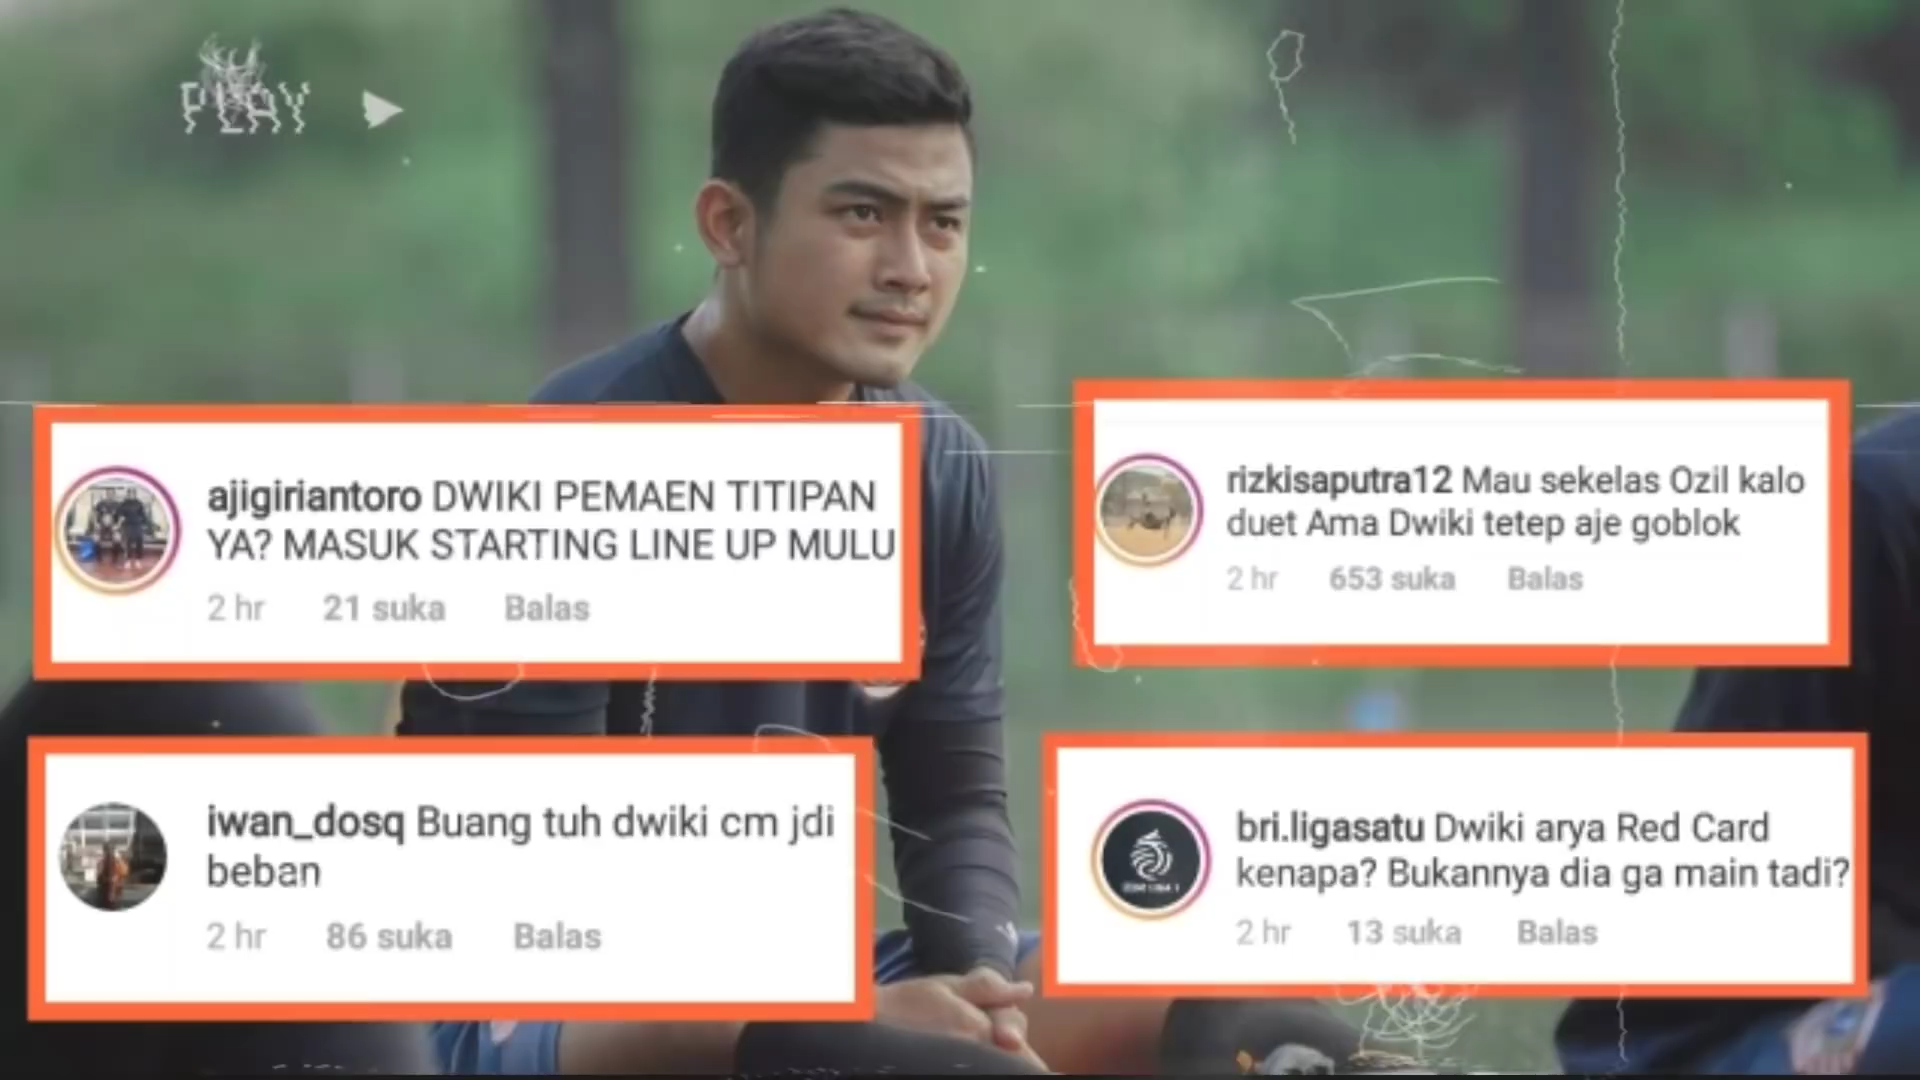 PLAY
ajigiriantoro DWIKI PEMAEN TITIPAN
YA? MASUK STARTING LINE UP MULU
2 hr 21 suka Balas
rizkisaputra12 Mau sekelas Ozil kalo
duet Ama Dwiki tetep aje goblok
2 hr 653 suka Balas
iwan_dosq Buang tuh dwiki cm jdi
beban
2 hr 86 suka Balas
bri.ligasatu Dwiki arya Red Card
kenapa? Bukannya dia ga main tadi?
2 hr 13 suka Balas